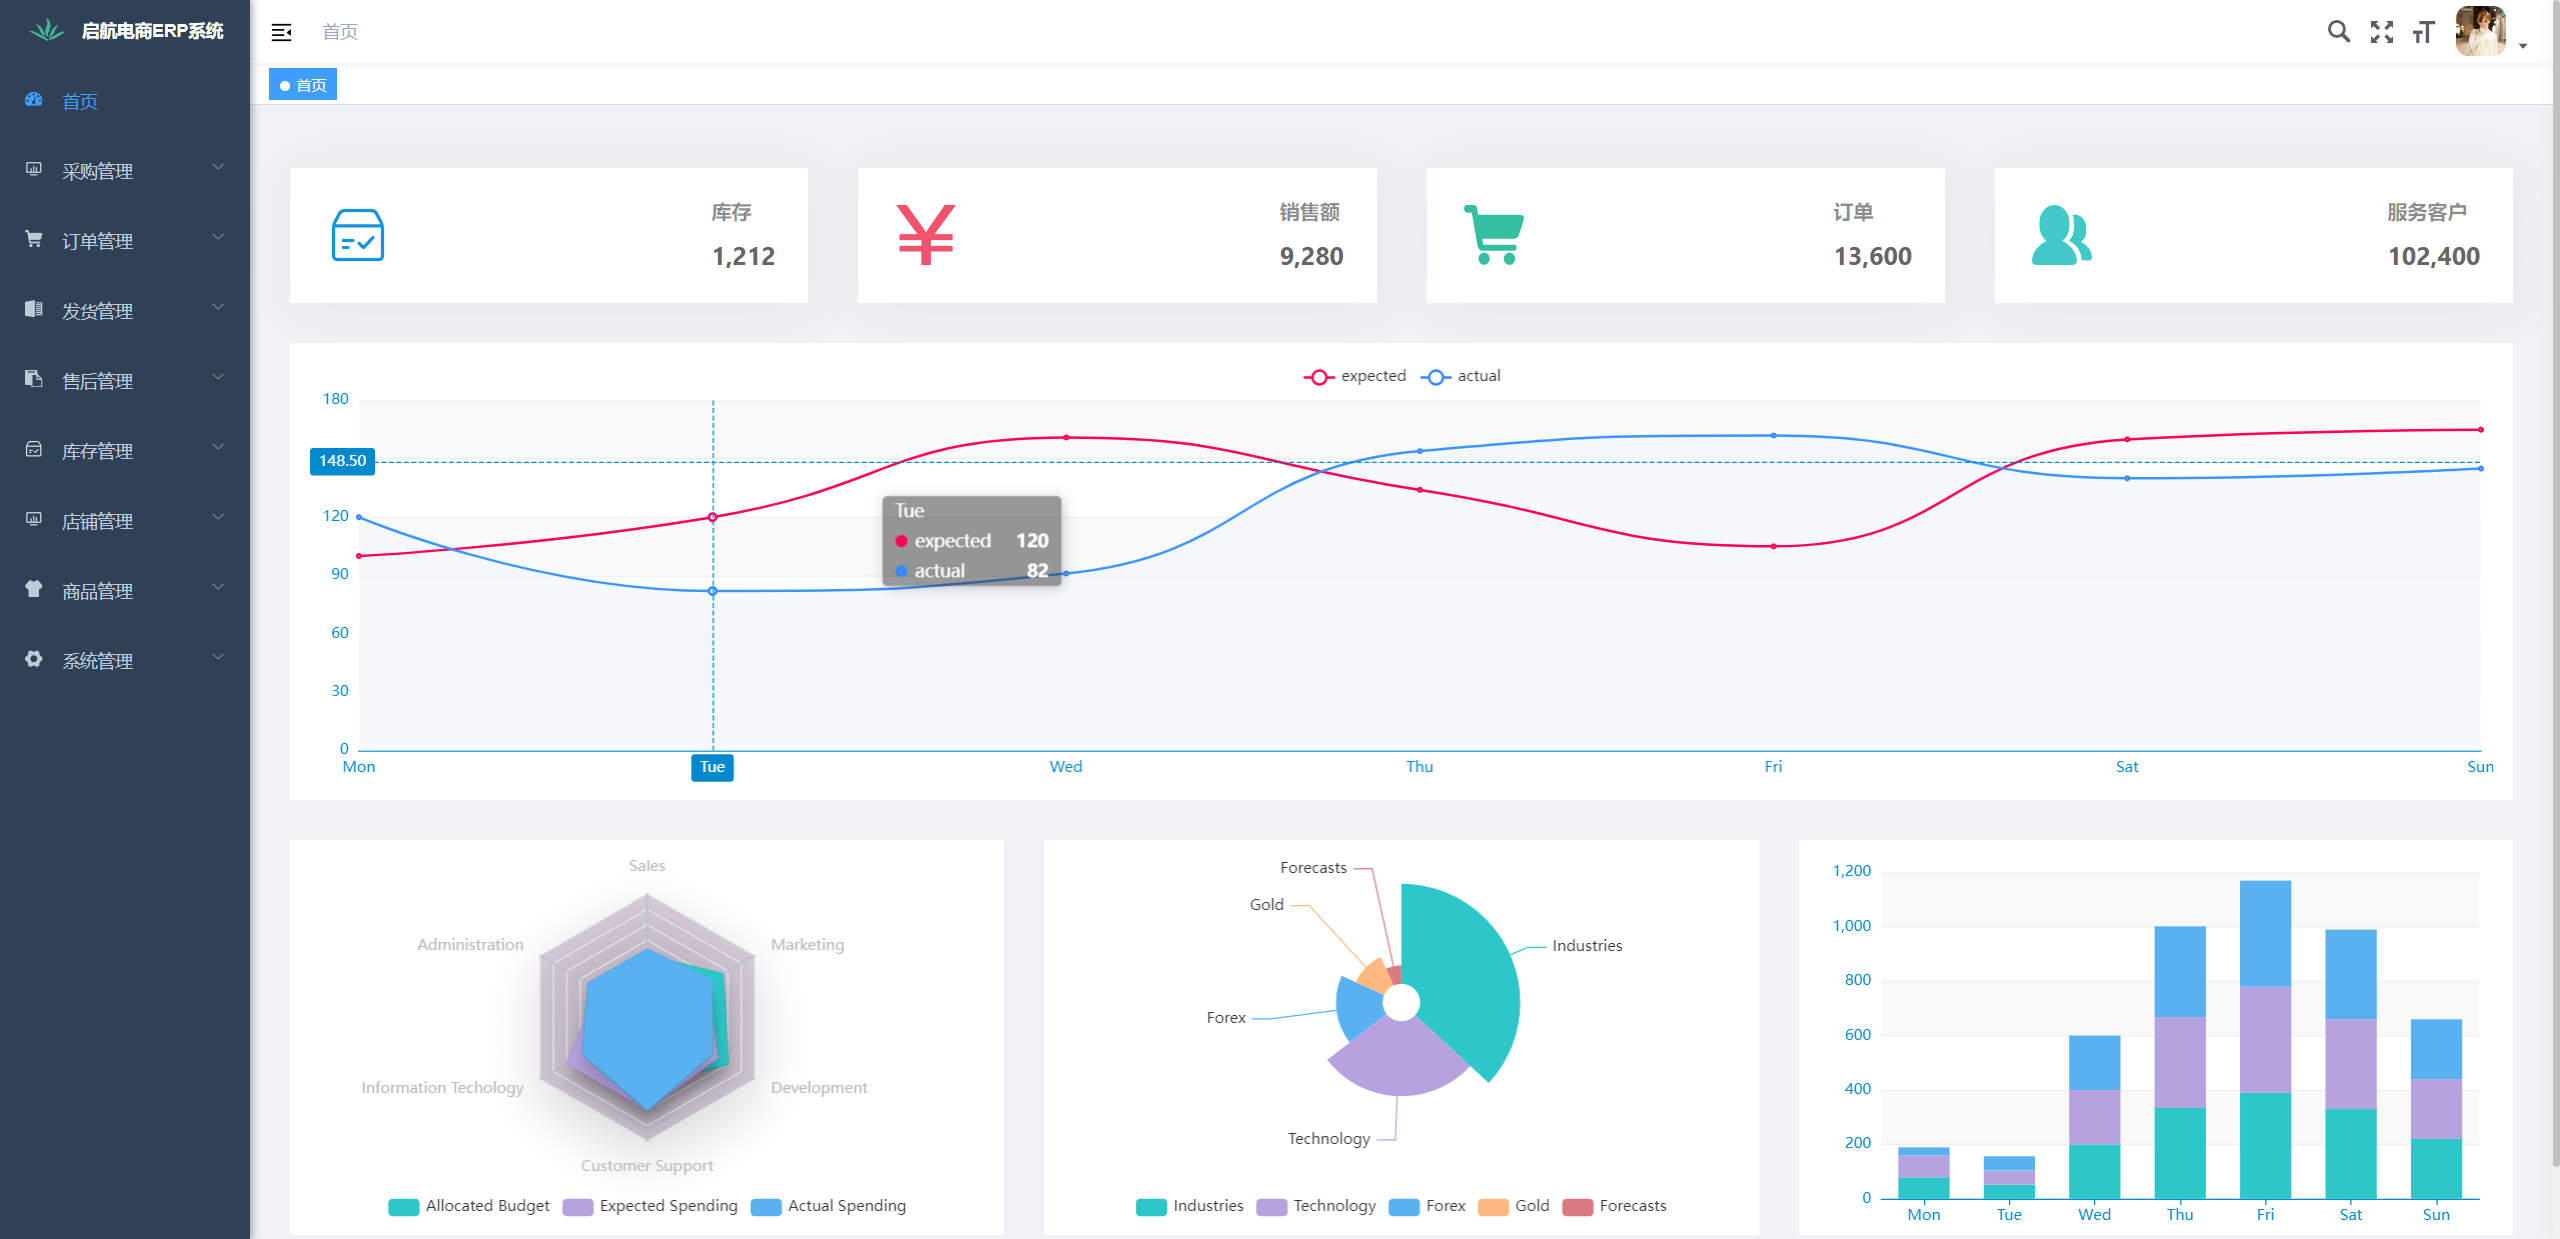 启航电商ERP系统
首页
采购管理
订单管理
发货管理
售后管理
库存管理
店铺管理
商品管理
系统管理
首页
首页
库存
1,212
销售额
9,280
订单
13,600
服务客户
102,400
expected actual
180
148.50
120
90
60
30
0
Tue
expected 120
actual 82
Mon Tue Wed Thu Fri Sat Sun
Sales
Administration Marketing
Information Techology Development
Customer Support
Allocated Budget Expected Spending Actual Spending
Forecasts
Gold
Industries
Forex
Technology
Industries Technology Forex Gold Forecasts
1,200
1,000
800
600
400
200
0
Mon Tue Wed Thu Fri Sat Sun